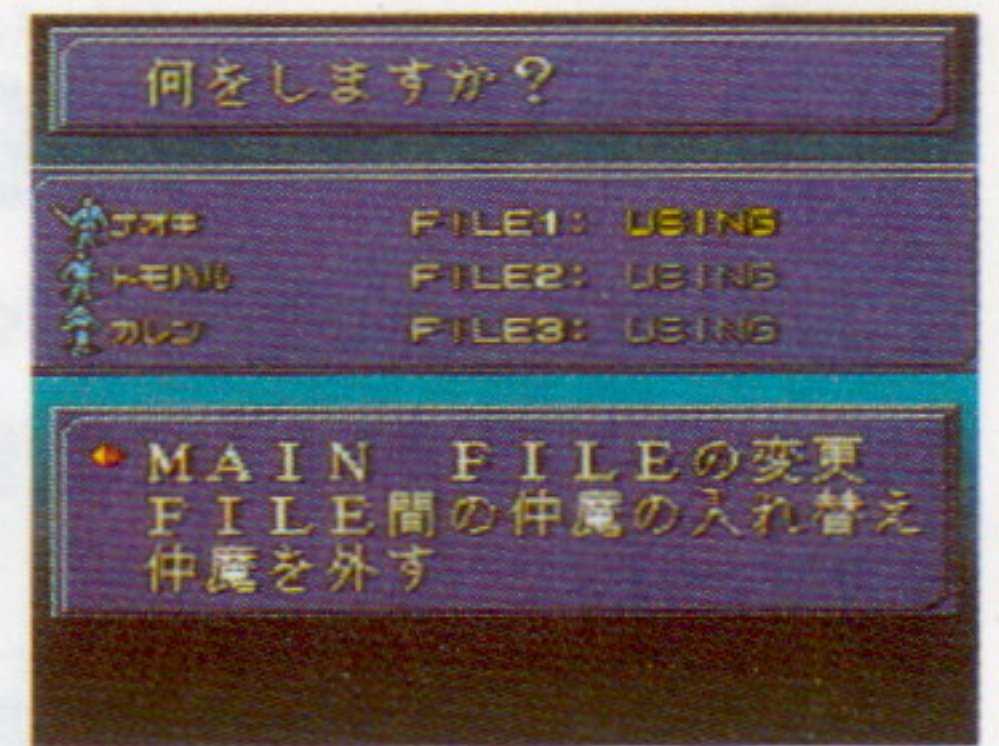 何をしますか？
ナオキ FILE1: USING
トモハル FILE2: USING
カレン FILE3: USING
MAIN FILEの変更
FILE間の仲魔の入れ替え
仲魔を外す